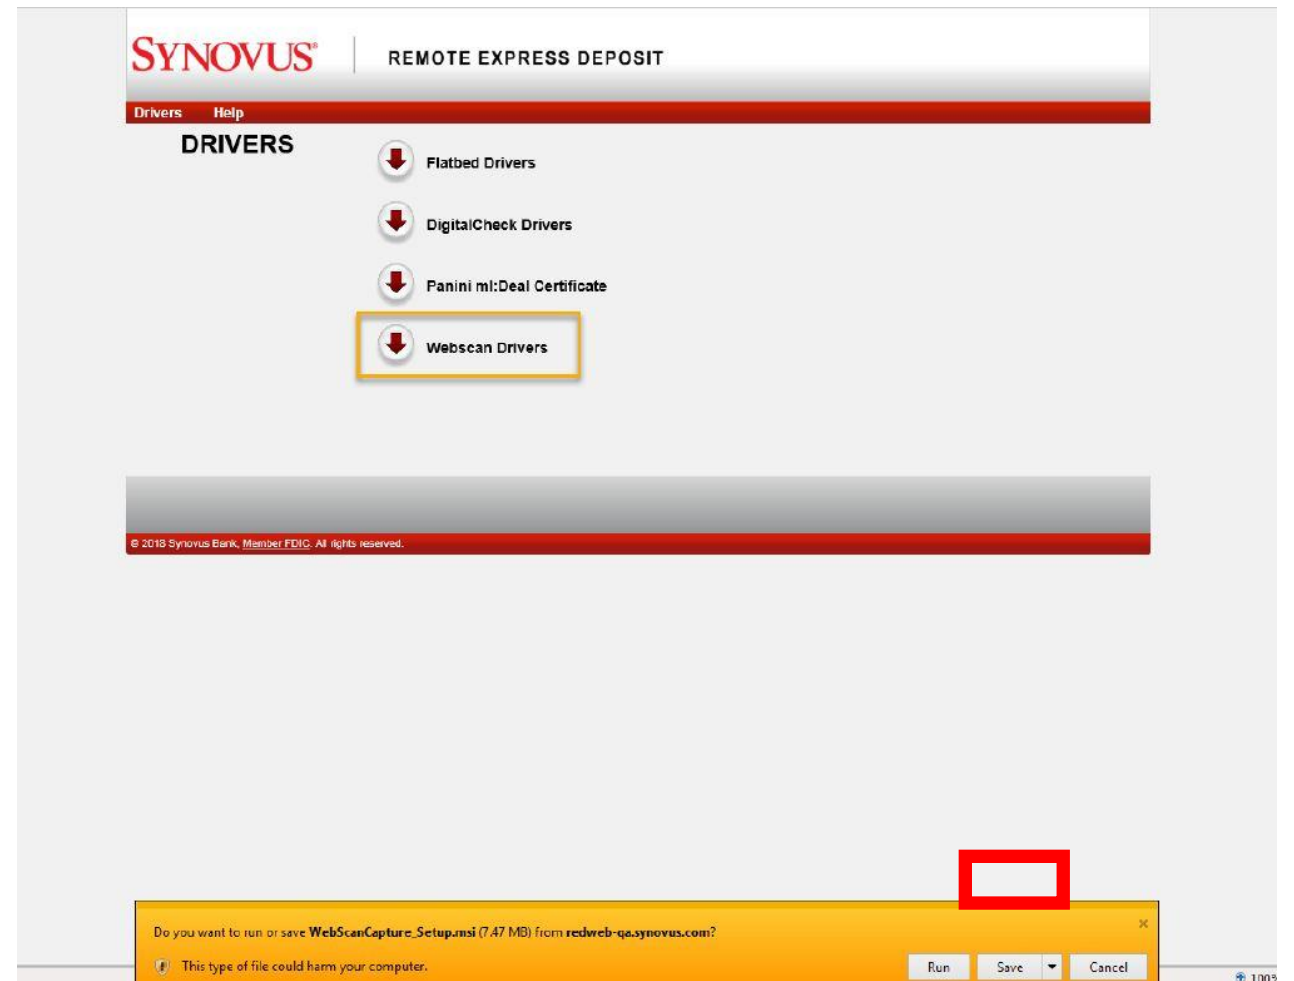 SYNOVUS® REMOTE EXPRESS DEPOSIT
Drivers Help
DRIVERS
Flatbed Drivers
DigitalCheck Drivers
Panini mI:Deal Certificate
Webscan Drivers
© 2018 Synovus Bank, Member FDIC. All rights reserved.
Do you want to run or save WebScanCapture_Setup.msi (7.47 MB) from redweb-qa.synovus.com?
This type of file could harm your computer.
Run Save Cancel
100%